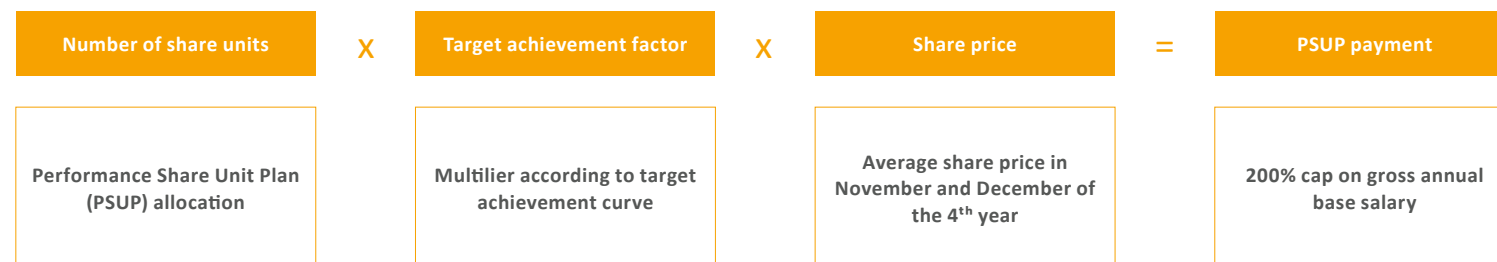 Number of share units
x
Target achievement factor
x
Share price
=
PSUP payment
Performance Share Unit Plan
(PSUP) allocation
Multilier according to target
achievement curve
Average share price in
November and December of
the 4th year
200% cap on gross annual
base salary